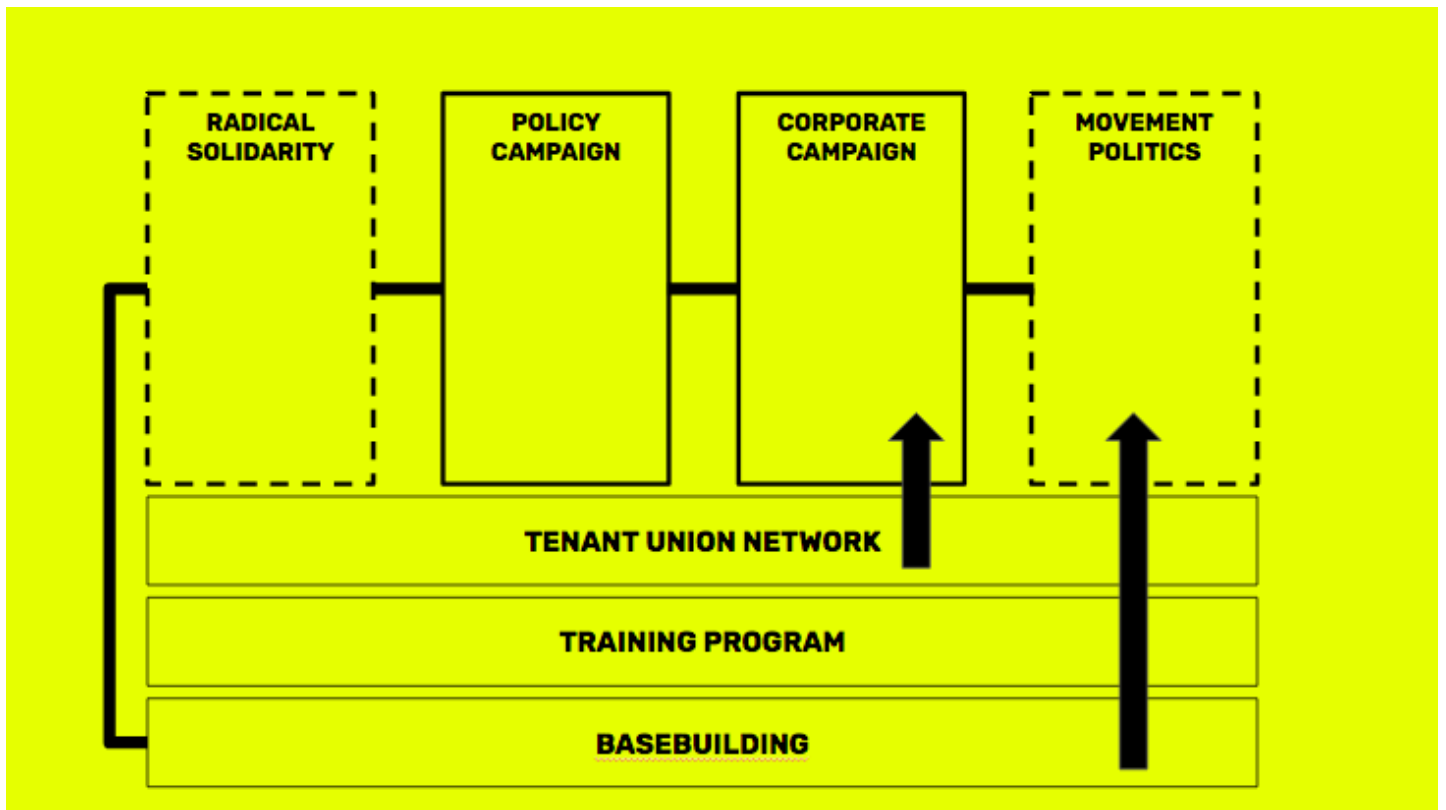 RADICAL
SOLIDARITY
POLICY
CAMPAIGN
CORPORATE
CAMPAIGN
MOVEMENT
POLITICS
TENANT UNION NETWORK
TRAINING PROGRAM
BASEBUILDING